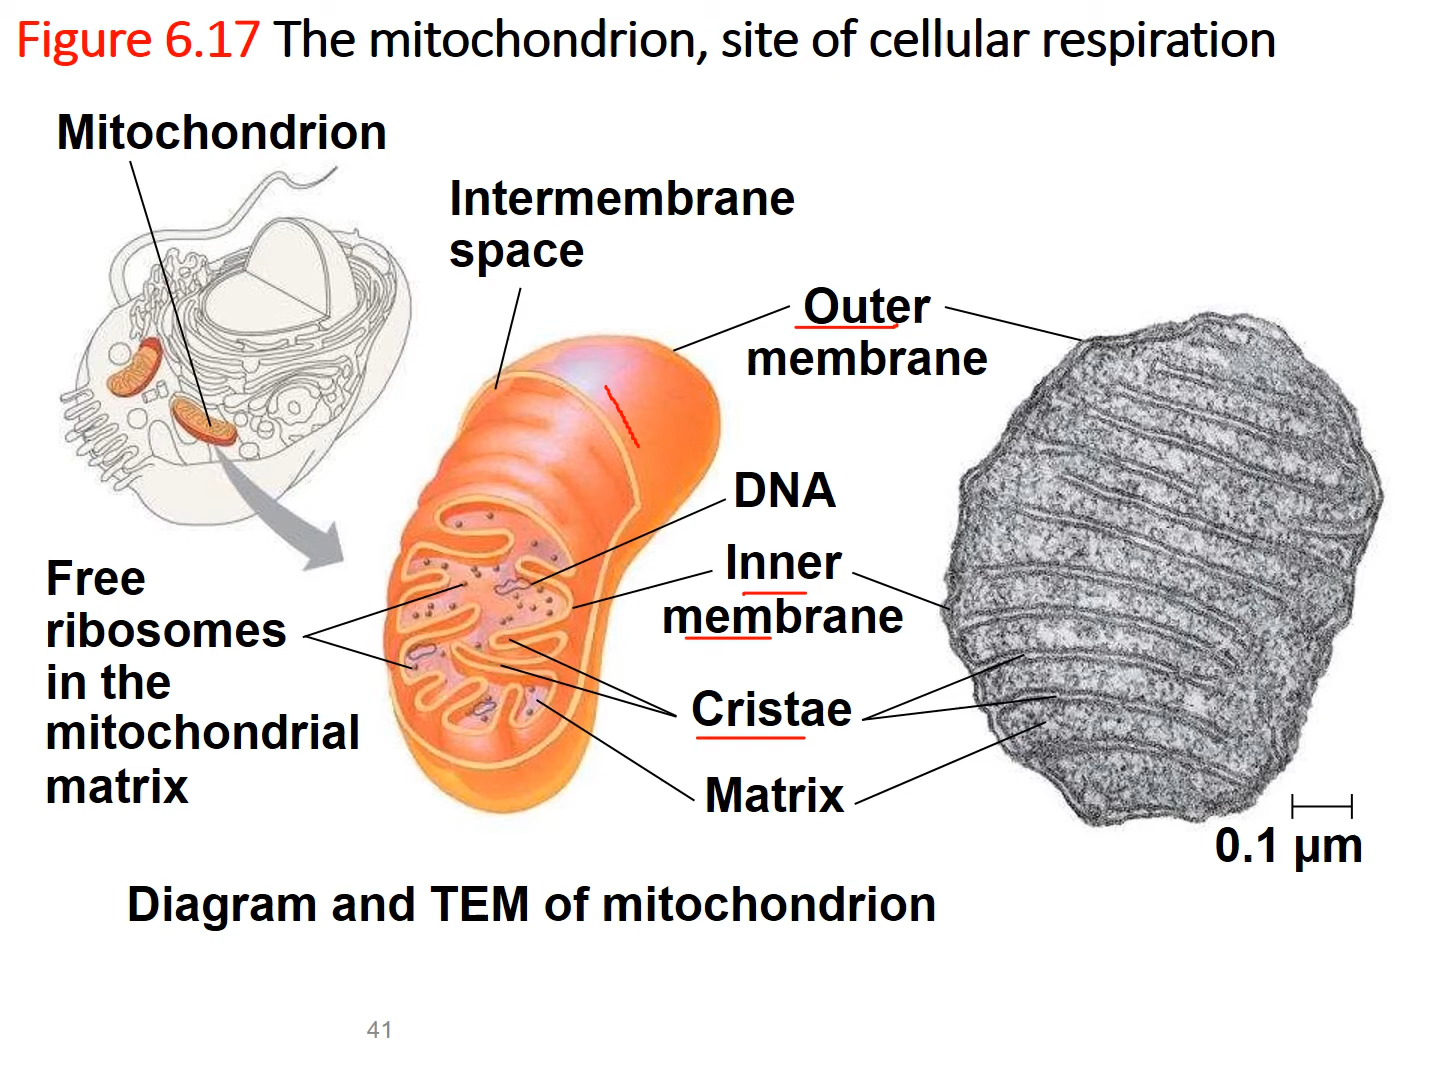 Figure 6.17 The mitochondrion, site of cellular respiration
Mitochondrion
Intermembrane
space
Outer
membrane
DNA
Inner
membrane
Free
ribosomes
in the
mitochondrial
matrix
Cristae
Matrix
0.1 μm
Diagram and TEM of mitochondrion
41